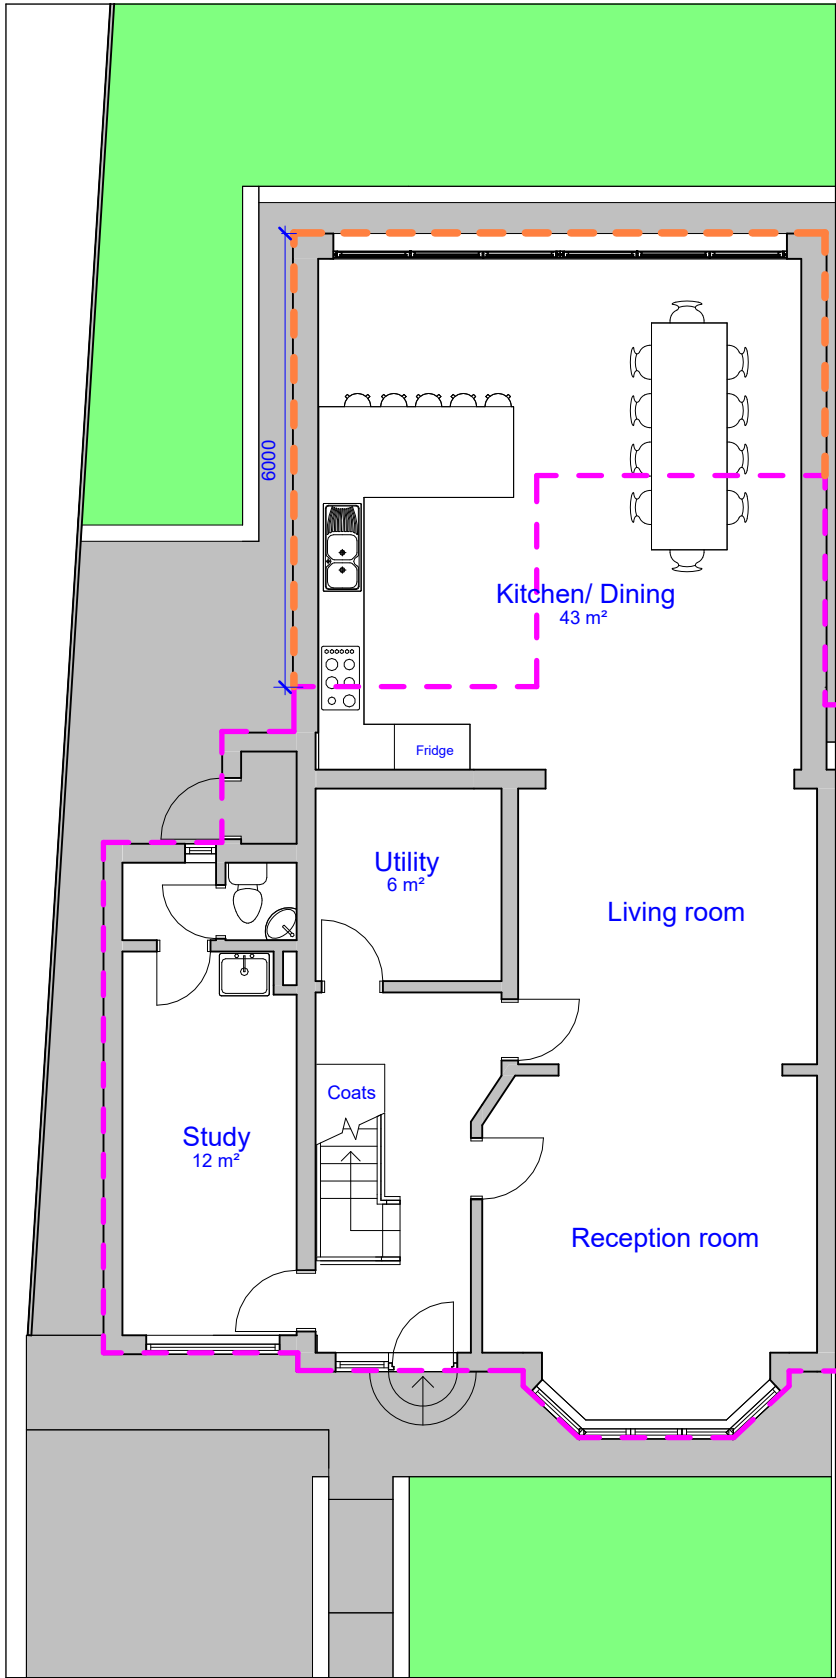 6000
Kitchen/ Dining
43 m²
Fridge
Utility
6 m²
Living room
Coats
Study
12 m²
Reception room